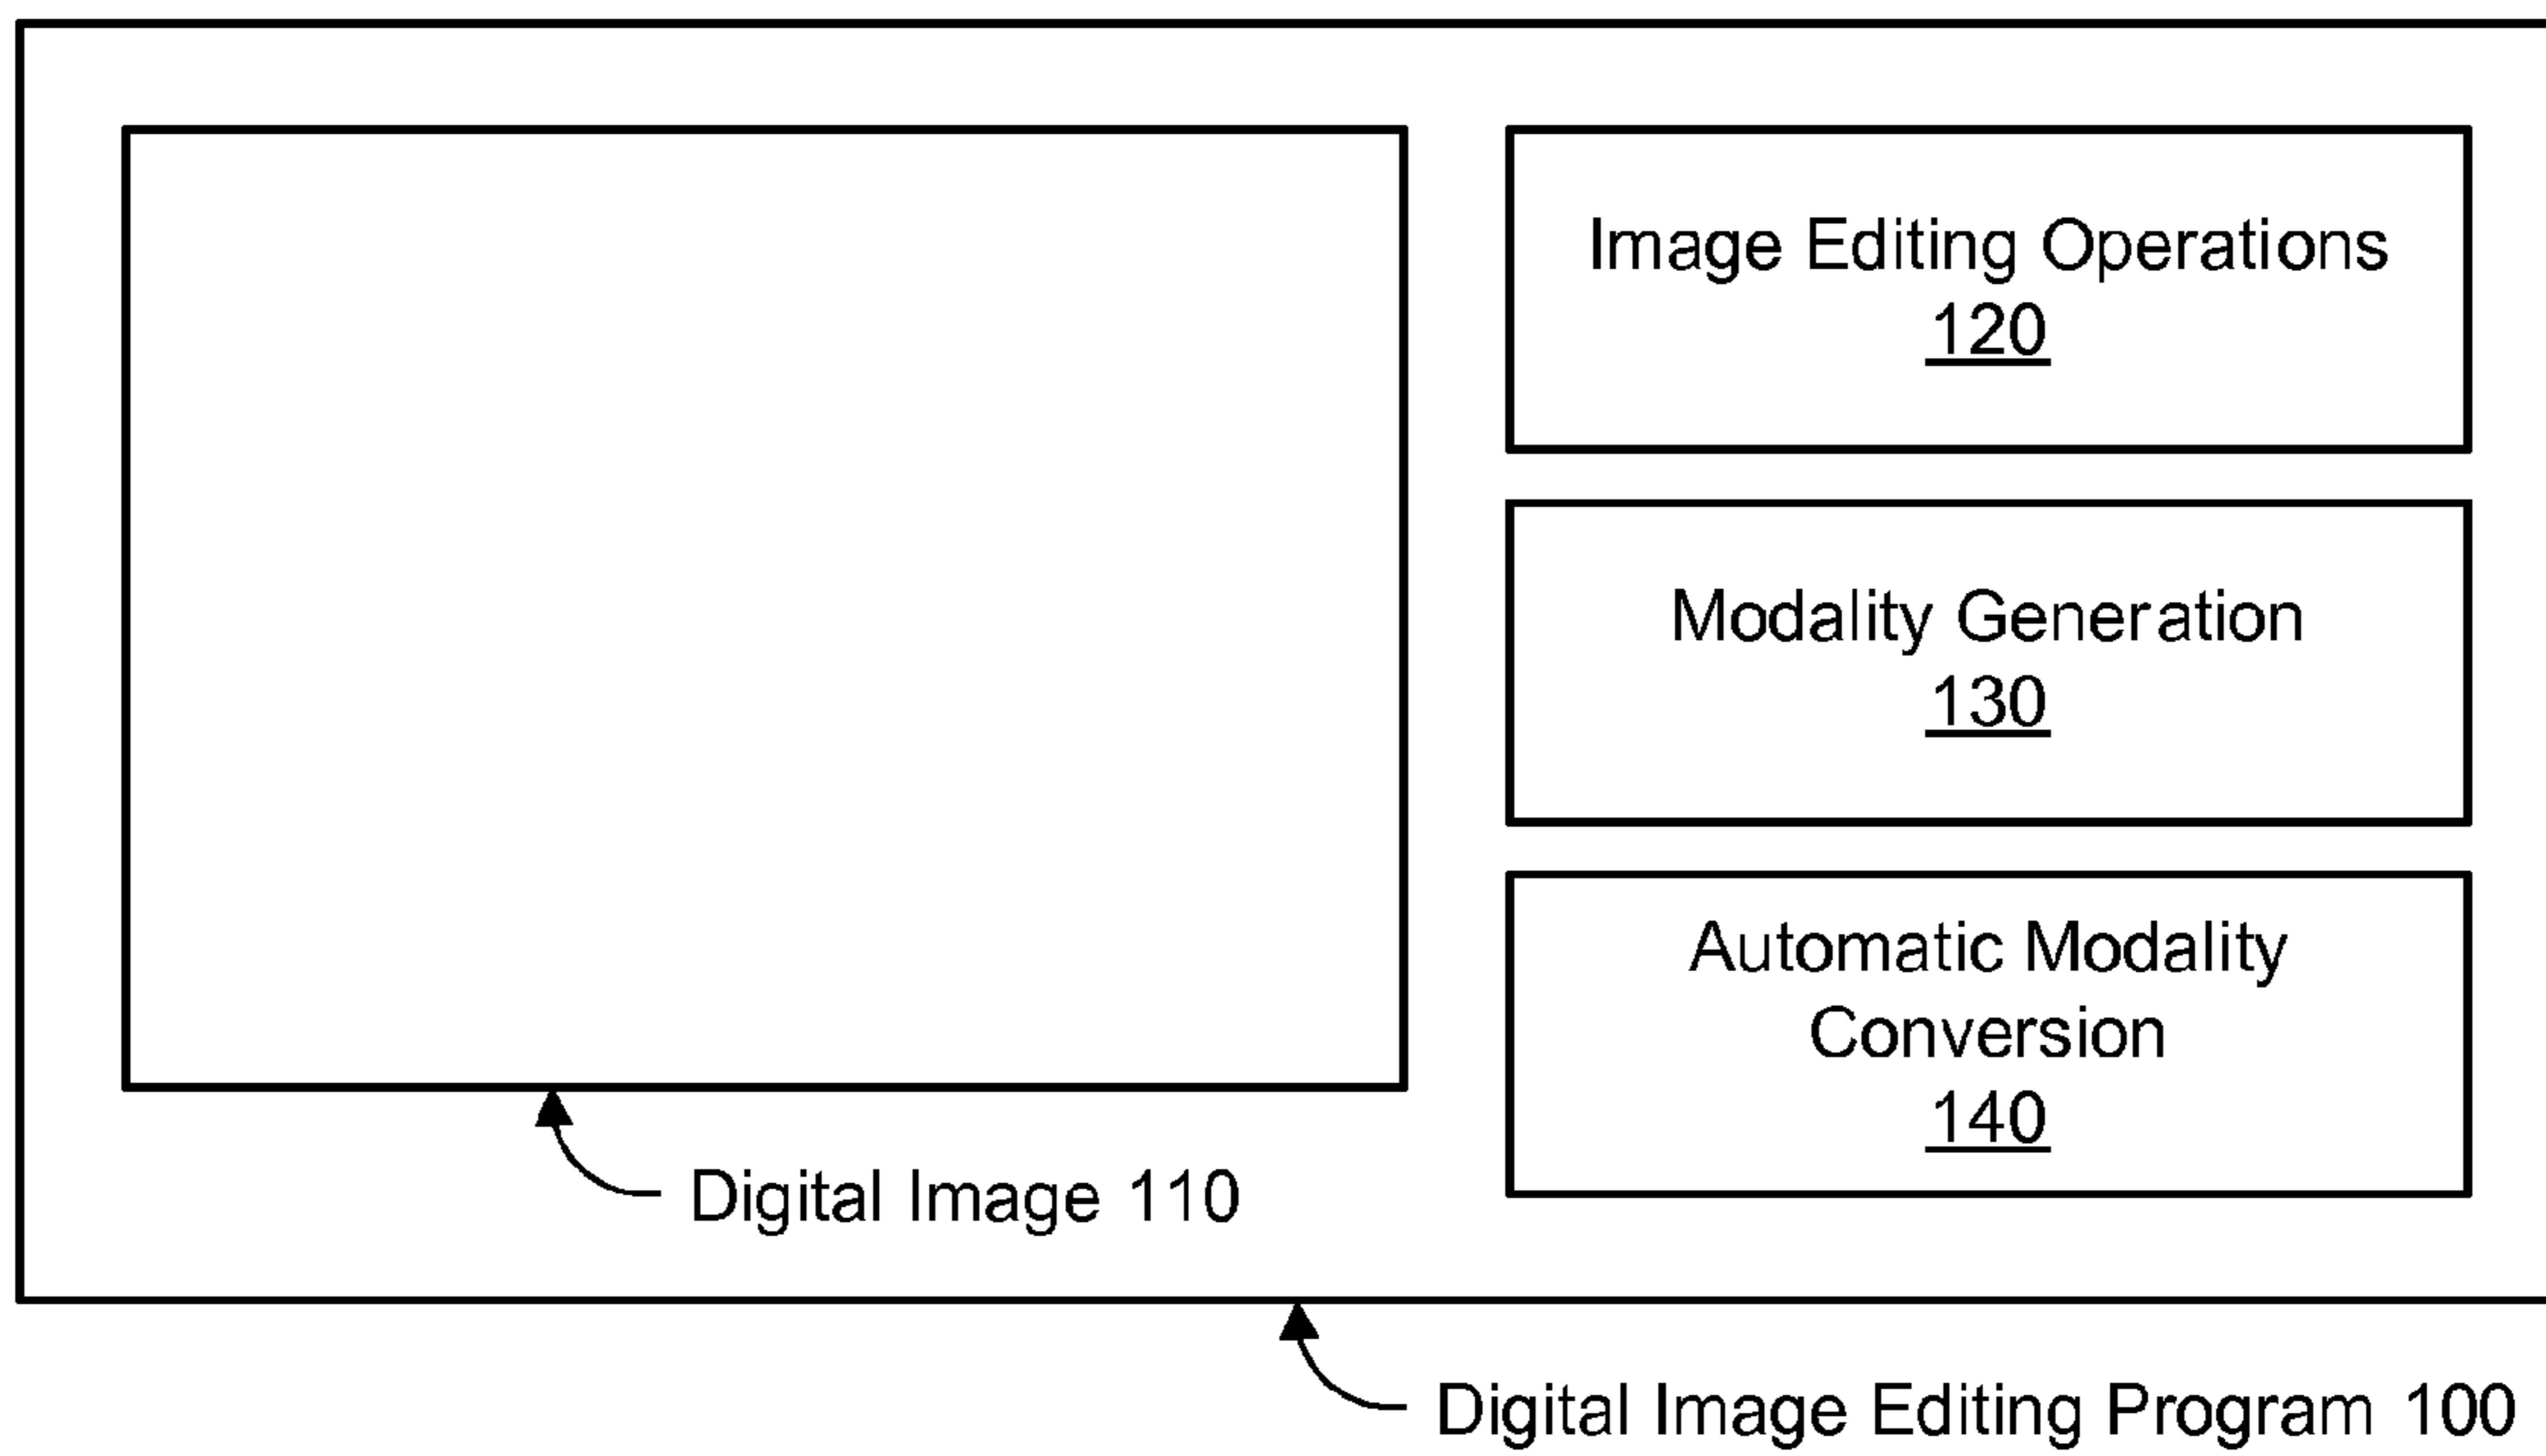 Image Editing Operations
120
Modality Generation
130
Automatic Modality
Conversion
140
Digital Image 110
Digital Image Editing Program 100